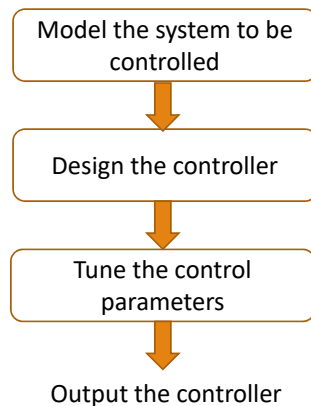 Model the system to be
controlled
Design the controller
Tune the control
parameters
Output the controller